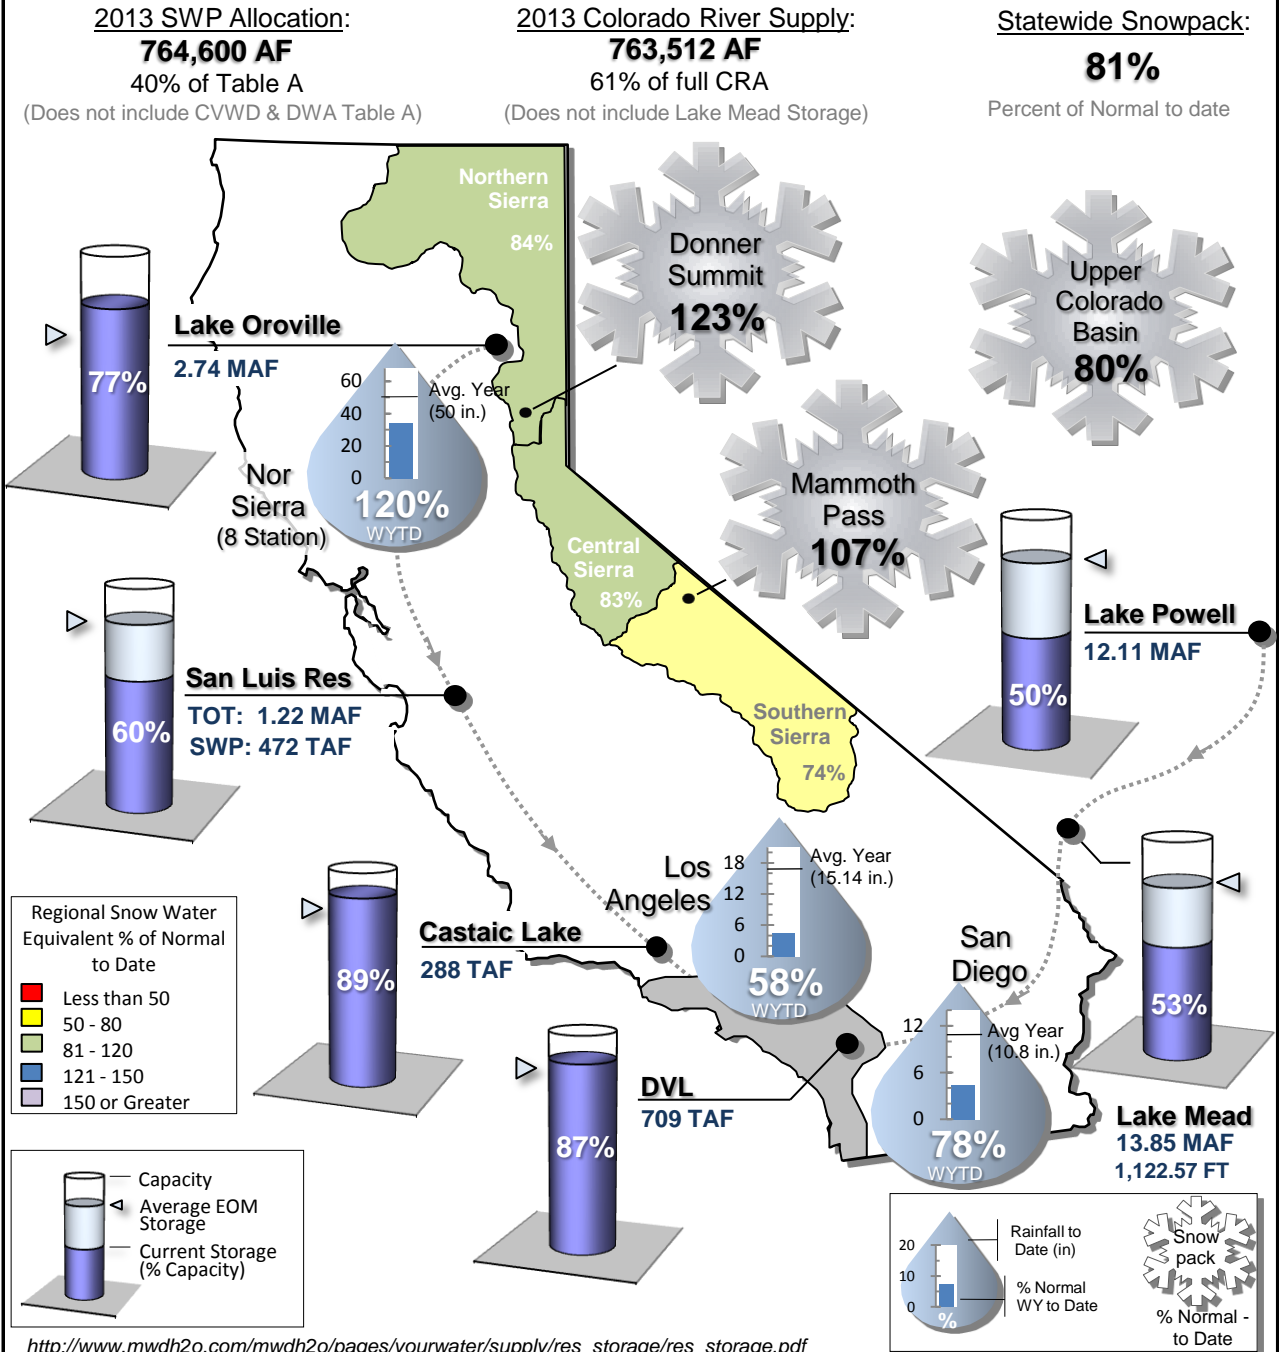 2013 SWP Allocation:
764,600 AF
40% of Table A
(Does not include CVWD & DWA Table A)
2013 Colorado River Supply:
763,512 AF
61% of full CRA
(Does not include Lake Mead Storage)
Statewide Snowpack:
81%
Percent of Normal to date
Northern
Sierra
84%
Donner
Summit
123%
Upper
Colorado
Basin
80%
77%
Lake Oroville
2.74 MAF
60
40
20
0
Avg. Year
(50 in.)
120%
WYTD
Nor
Sierra
(8 Station)
Mammoth
Pass
107%
Central
Sierra
83%
Lake Powell
12.11 MAF
50%
60%
San Luis Res
TOT: 1.22 MAF
SWP: 472 TAF
Southern
Sierra
74%
Los
Angeles
18
12
6
0
Avg. Year
(15.14 in.)
58%
WYTD
Regional Snow Water
Equivalent % of Normal
to Date
Less than 50
50 - 80
81 - 120
121 - 150
150 or Greater
89%
Castaic Lake
288 TAF
San
Diego
12
6
0
Avg Year
(10.8 in.)
78%
WYTD
53%
Lake Mead
13.85 MAF
1,122.57 FT
87%
DVL
709 TAF
Capacity
Average EOM
Storage
Current Storage
(% Capacity)
20
10
0
%
Rainfall to
Date (in)
% Normal
WY to Date
Snow
pack
% Normal -
to Date
http://www.mwdh2o.com/mwdh2o/pages/yourwater/supply/res_storage/res_storage.pdf